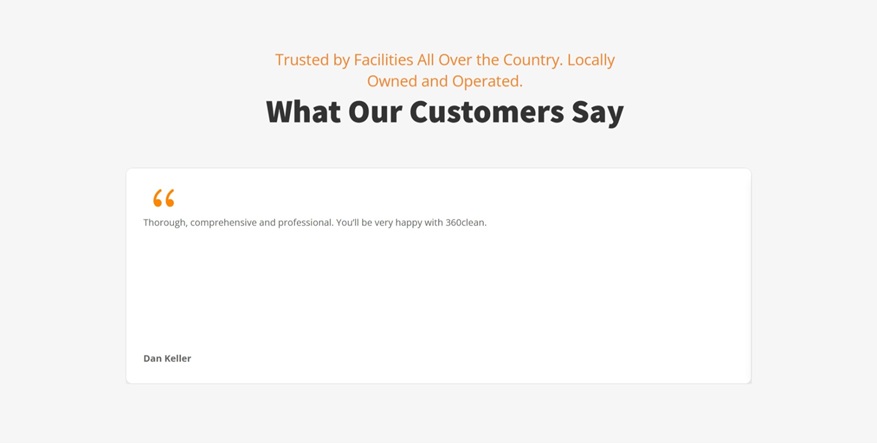 Trusted by Facilities All Over the Country. Locally
Owned and Operated.
What Our Customers Say
“
Thorough, comprehensive and professional. You’ll be very happy with 360clean.
Dan Keller